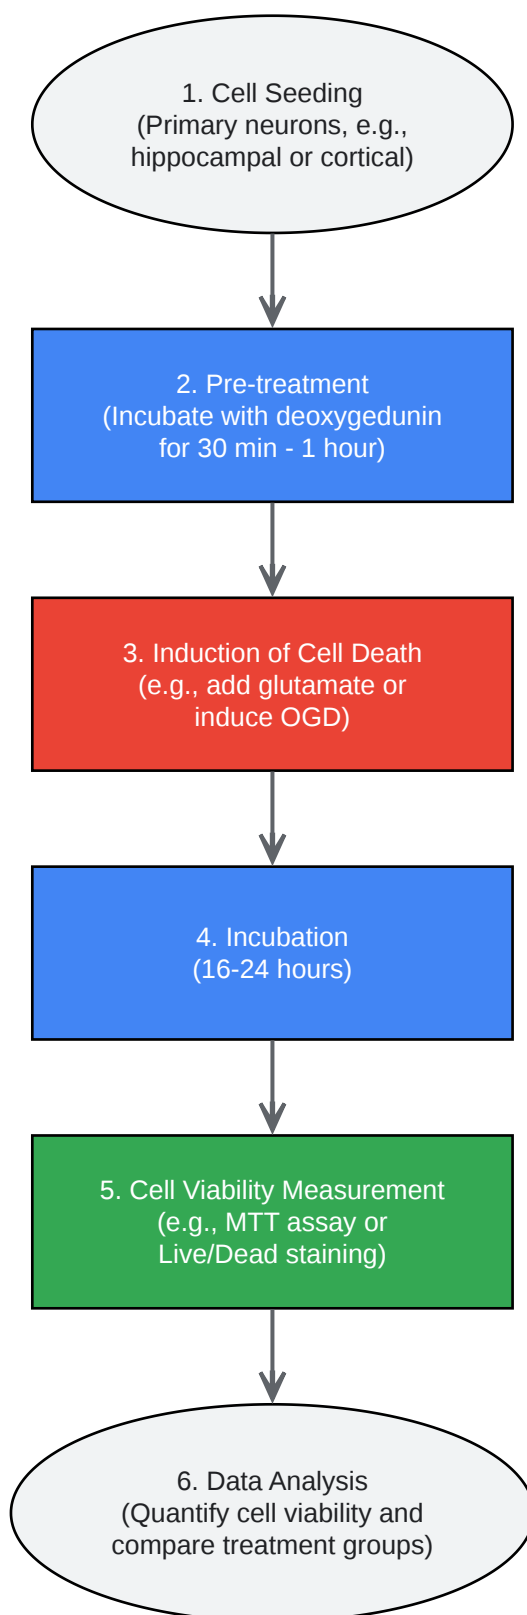 1. Cell Seeding
(Primary neurons, e.g.,
hippocampal or cortical)
2. Pre-treatment
(Incubate with deoxygedunin
for 30 min - 1 hour)
3. Induction of Cell Death
(e.g., add glutamate or
induce OGD)
4. Incubation
(16-24 hours)
5. Cell Viability Measurement
(e.g., MTT assay or
Live/Dead staining)
6. Data Analysis
(Quantify cell viability and
compare treatment groups)